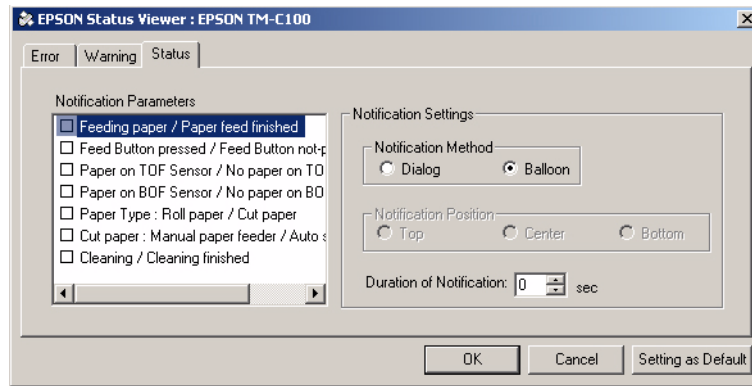 EPSON Status Viewer : EPSON TM-C100
Error Warning Status
Notification Parameters
Feeding paper / Paper feed finished
Feed Button pressed / Feed Button not-p
Paper on TOF Sensor / No paper on TO
Paper on BOF Sensor / No paper on BO
Paper Type : Roll paper / Cut paper
Cut paper : Manual paper feeder / Auto s
Cleaning / Cleaning finished
Notification Settings
Notification Method
Dialog Balloon
Notification Position
Top Center Bottom
Duration of Notification: 0 sec
OK Cancel Setting as Default